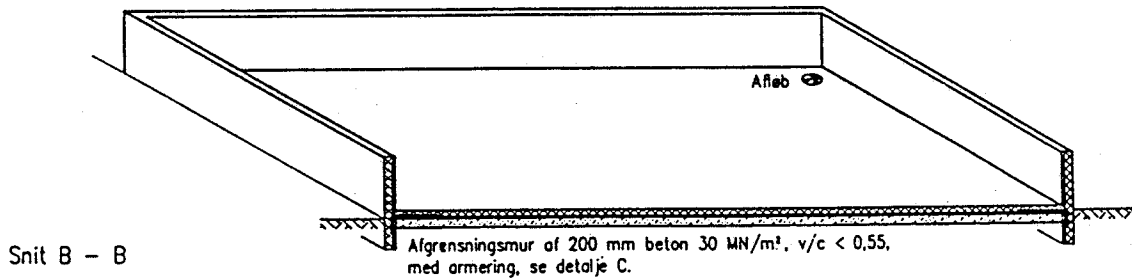 Afløb
Afgrensningsmur af 200 mm beton 30 MN/m², v/c < 0,55,
med armering, se detalje C.
Snit B – B